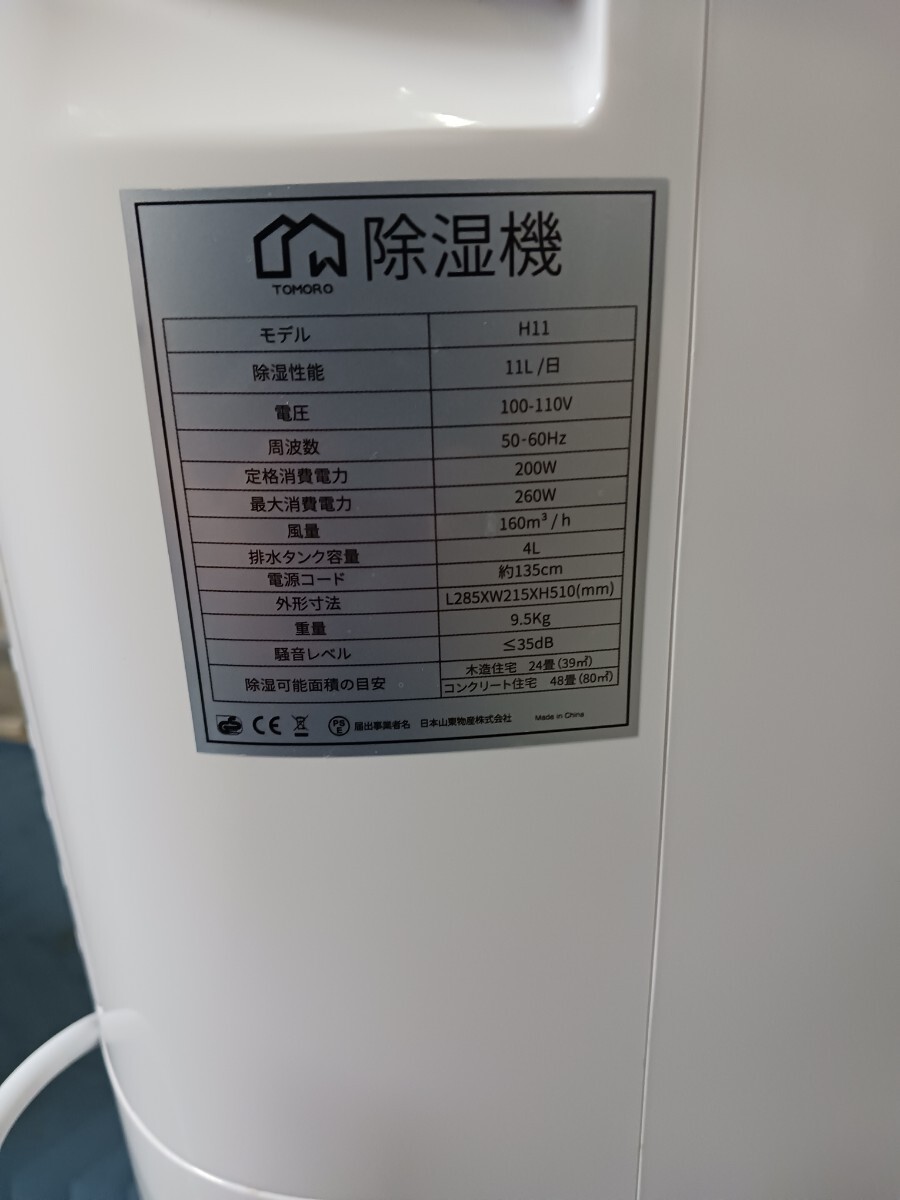 TOMORO 除湿機
モデル H11
除湿性能 11L /日
電圧 100-110V
周波数 50-60Hz
定格消費電力 200W
最大消費電力 260W
風量 160m³ / h
排水タンク容量 4L
電源コード 約135cm
外形寸法 L285XW215XH510(mm)
重量 9.5Kg
騒音レベル ≤35dB
除湿可能面積の目安 木造住宅 24畳 (39㎡)
コンクリート住宅 48畳 (80㎡)
CE PSE 届出事業者名 日本山東物産株式会社 Made in China